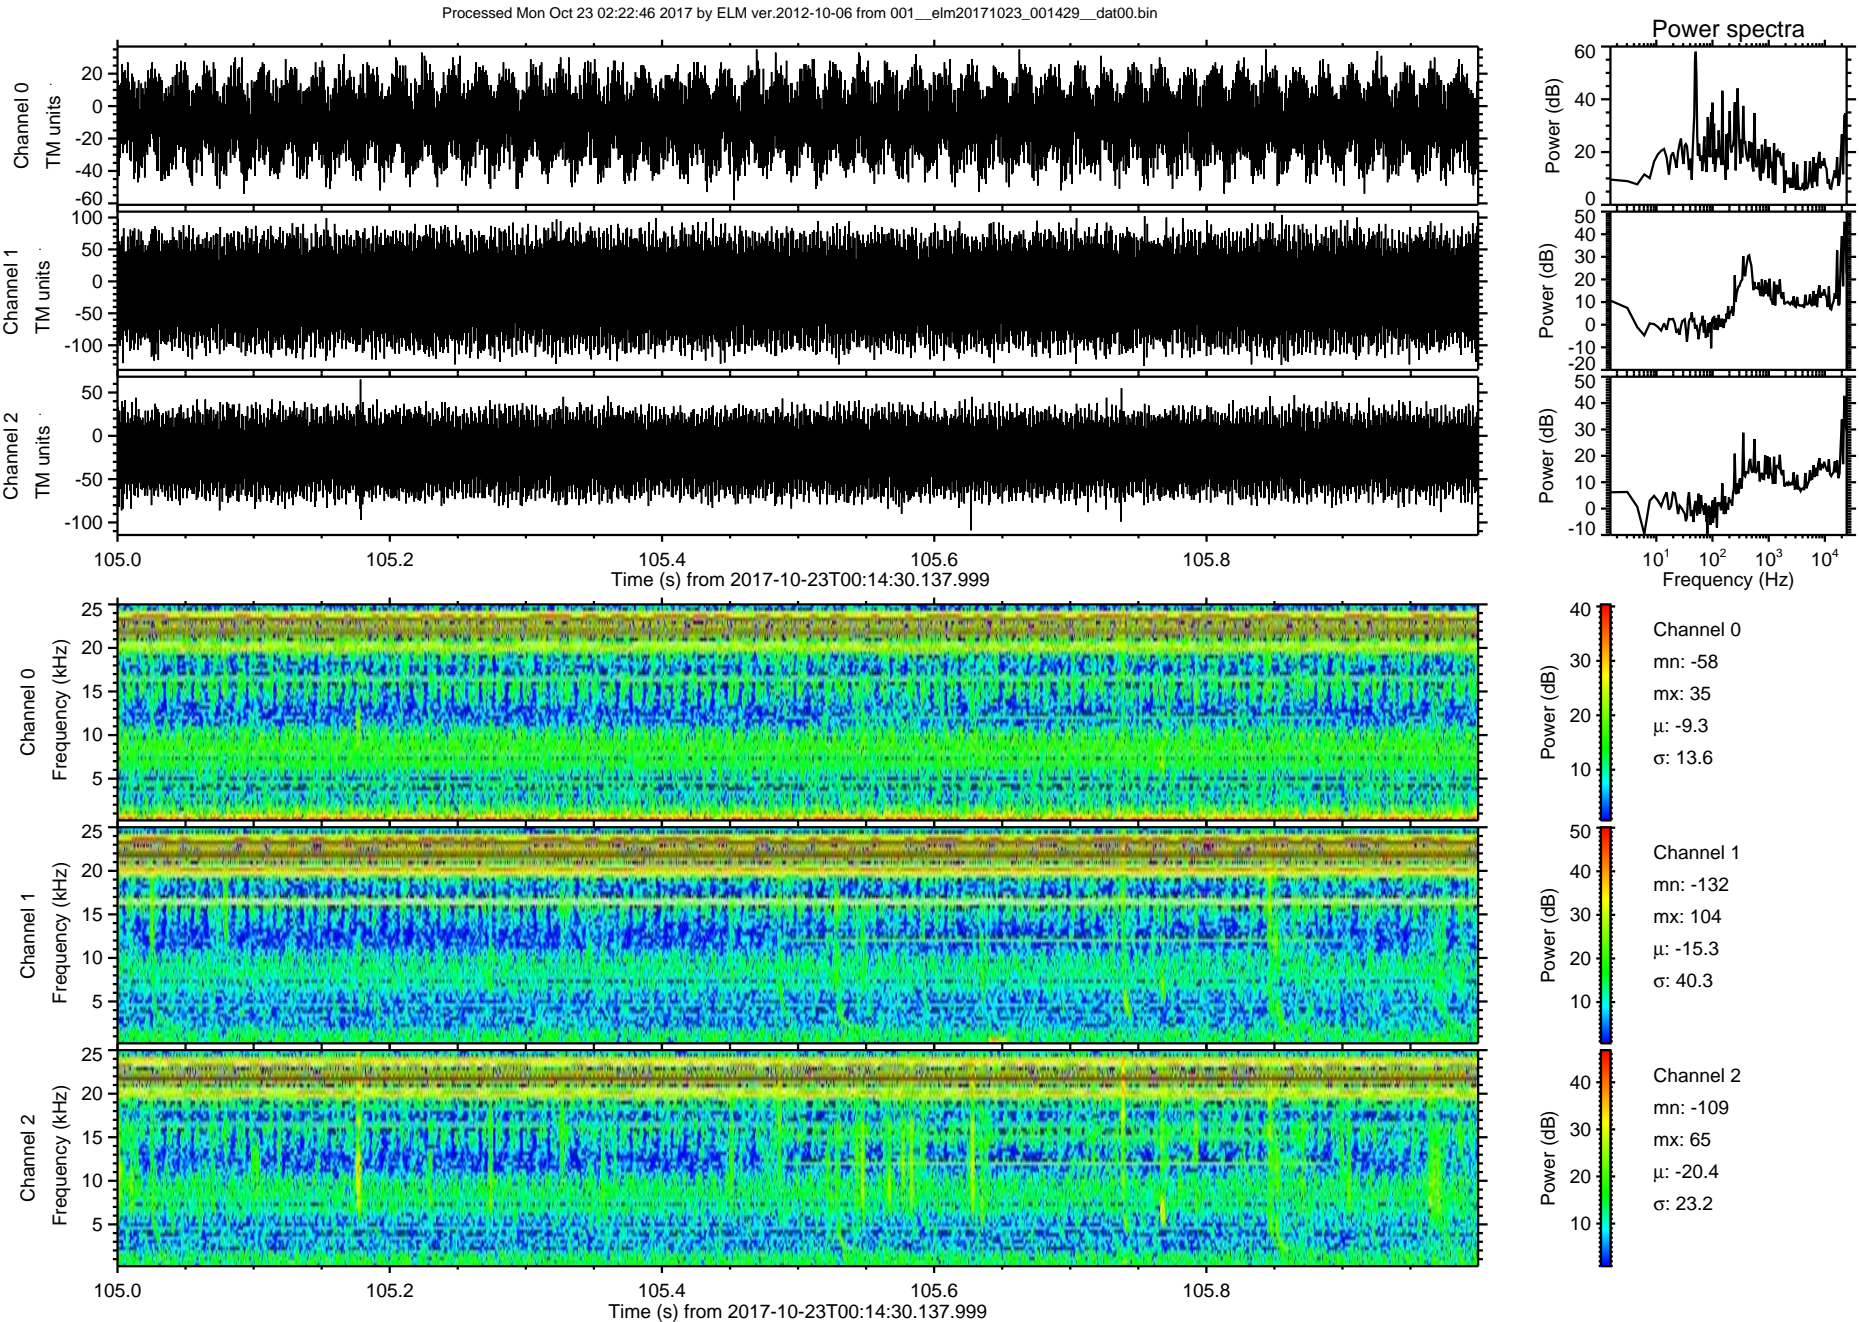 Processed Mon Oct 23 02:22:46 2017 by ELM ver.2012-10-06 from 001__elm20171023_001429__dat00.bin
Power spectra
Channel 0
TM units
20
0
-20
-40
-60
Power (dB)
60
40
20
0
Channel 1
TM units
100
50
0
-50
-100
Power (dB)
50
40
30
20
10
0
-10
-20
Channel 2
TM units
50
0
-50
-100
Power (dB)
50
40
30
20
10
0
-10
105.0 105.2 105.4 105.6 105.8
Time (s) from 2017-10-23T00:14:30.137.999
10¹ 10² 10³ 10⁴
Frequency (Hz)
Channel 0
Frequency (kHz)
25
20
15
10
5
Power (dB)
40
30
20
10
Channel 0
mn: -58
mx: 35
μ: -9.3
σ: 13.6
Channel 1
Frequency (kHz)
25
20
15
10
5
Power (dB)
50
40
30
20
10
Channel 1
mn: -132
mx: 104
μ: -15.3
σ: 40.3
Channel 2
Frequency (kHz)
25
20
15
10
5
Power (dB)
40
30
20
10
Channel 2
mn: -109
mx: 65
μ: -20.4
σ: 23.2
105.0 105.2 105.4 105.6 105.8
Time (s) from 2017-10-23T00:14:30.137.999